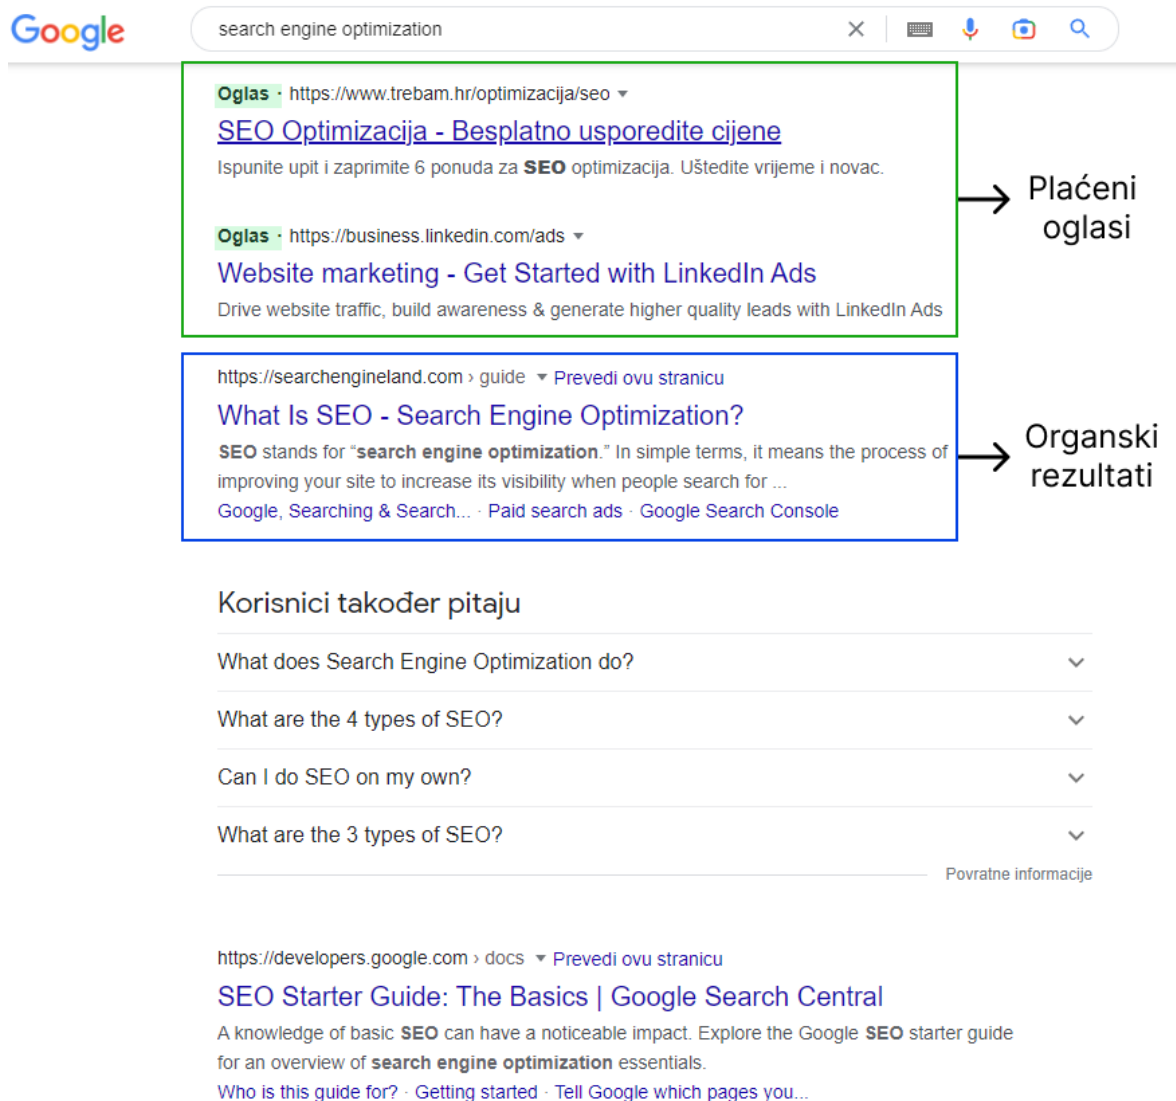 Google
search engine optimization
Oglas · https://www.trebam.hr/optimizacija/seo
SEO Optimizacija - Besplatno usporedite cijene
Ispunite upit i zaprimite 6 ponuda za SEO optimizacija. Uštedite vrijeme i novac.
Oglas · https://business.linkedin.com/ads
Website marketing - Get Started with LinkedIn Ads
Drive website traffic, build awareness & generate higher quality leads with LinkedIn Ads
Plaćeni
oglasi
https://searchengineland.com › guide Prevedi ovu stranicu
What Is SEO - Search Engine Optimization?
SEO stands for “search engine optimization.” In simple terms, it means the process of
improving your site to increase its visibility when people search for ...
Google, Searching & Search... · Paid search ads · Google Search Console
Organski
rezultati
Korisnici također pitaju
What does Search Engine Optimization do?
What are the 4 types of SEO?
Can I do SEO on my own?
What are the 3 types of SEO?
Povratne informacije
https://developers.google.com › docs Prevedi ovu stranicu
SEO Starter Guide: The Basics | Google Search Central
A knowledge of basic SEO can have a noticeable impact. Explore the Google SEO starter guide
for an overview of search engine optimization essentials.
Who is this guide for? · Getting started · Tell Google which pages you...